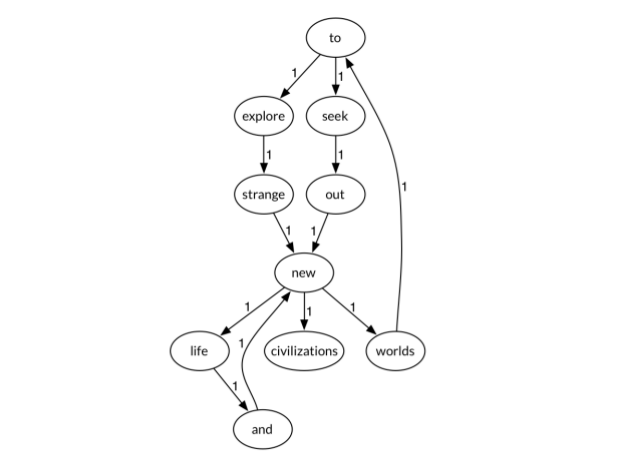 to
1 1
explore seek
1 1
1
strange out
1 1
new
1 1 1
1
life civilizations worlds
1
and